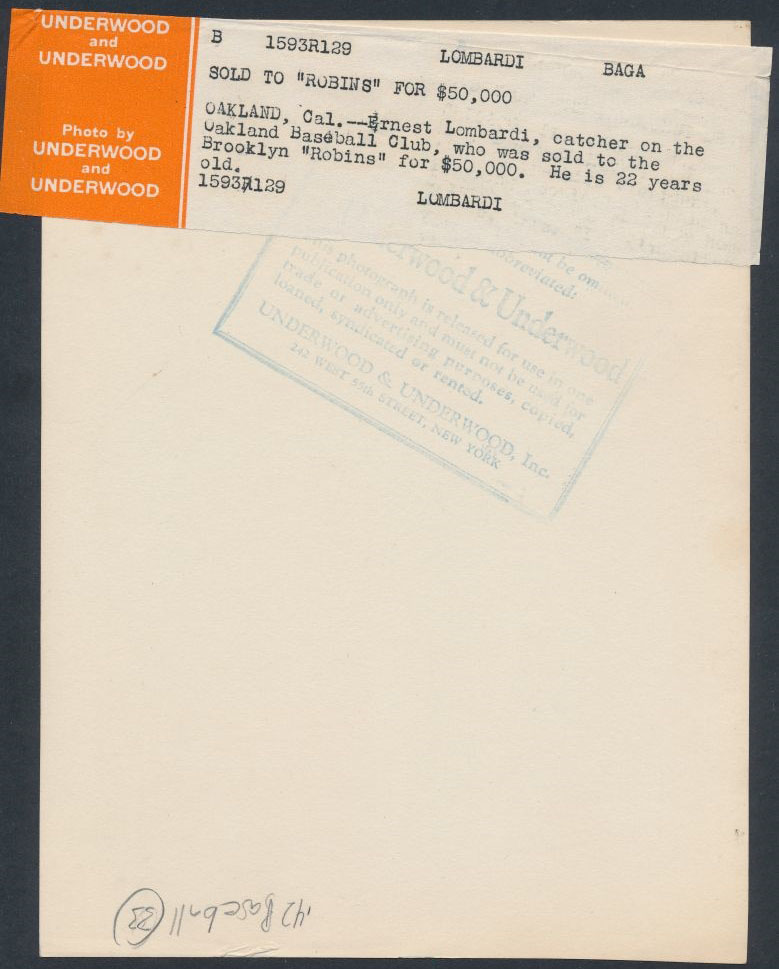 UNDERWOOD
and
UNDERWOOD
Photo by
UNDERWOOD
and
UNDERWOOD
B 1593R129 LOMBARDI BAGA
SOLD TO "ROBINS" FOR $50,000
OAKLAND, Cal.--Ernest Lombardi, catcher on the
Oakland Baseball Club, who was sold to the
Brooklyn "Robins" for $50,000. He is 22 years
old.
1593R129 LOMBARDI
be
abbreviated:
Underwood & Underwood
photograph is released for use in one
publication only and must not be used for
trade, or advertising purposes, copied,
loaned, syndicated or rented.
UNDERWOOD & UNDERWOOD, Inc.
242 WEST 55th STREET, NEW YORK
'42 Baseball 33